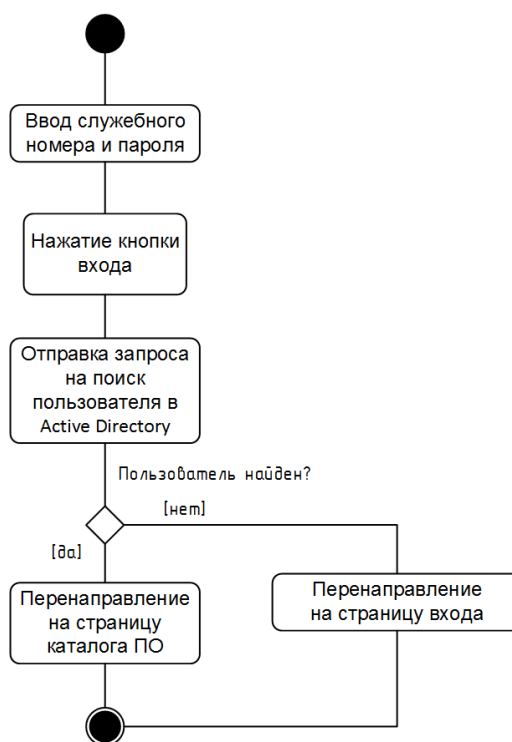 Ввод служебного
номера и пароля
Нажатие кнопки
входа
Отправка запроса
на поиск
пользователя в
Active Directory
Пользователь найден?
[нет]
[да]
Перенаправление
на страницу
каталога ПО
Перенаправление
на страницу входа